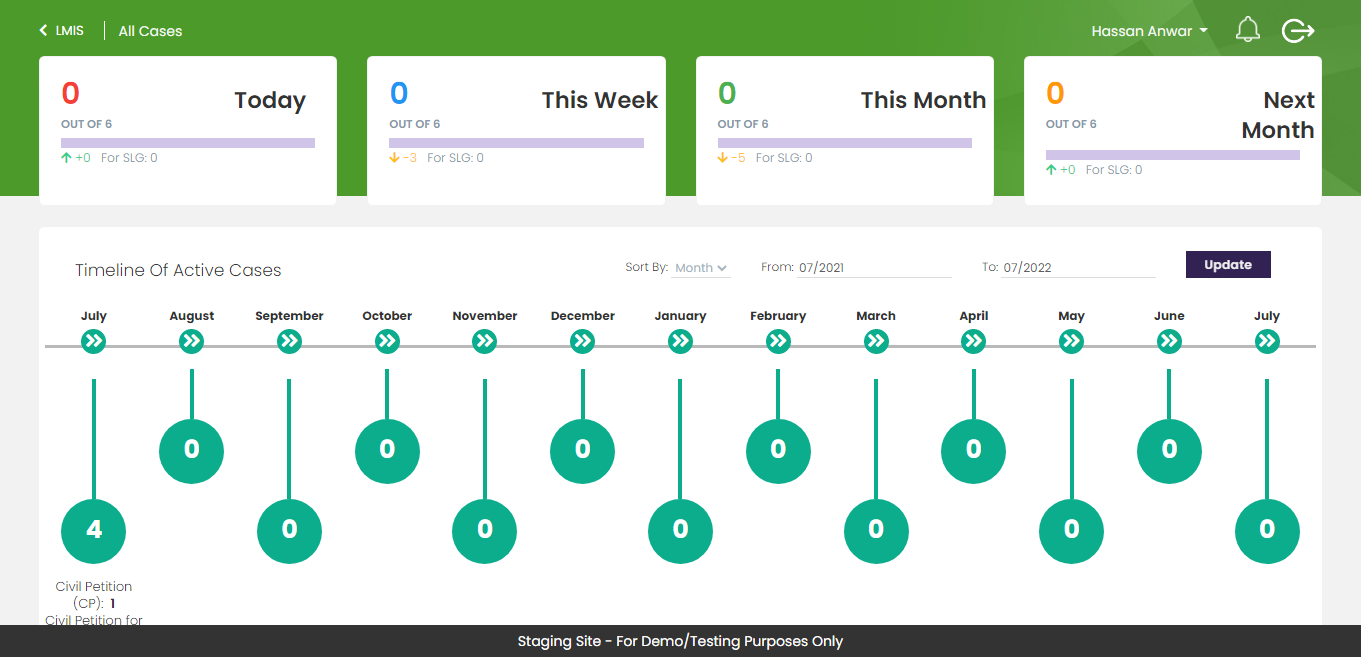 LMIS All Cases Hassan Anwar
0 Today
OUT OF 6
+0 For SLG: 0
0 This Week
OUT OF 6
-3 For SLG: 0
0 This Month
OUT OF 6
-5 For SLG: 0
0 Next
Month
OUT OF 6
+0 For SLG: 0
Timeline Of Active Cases Sort By: Month From: 07/2021 To: 07/2022 Update
July August September October November December January February March April May June July
0 0 0 0 0 0
4 0 0 0 0 0 0
Civil Petition
(CP): 1
Civil Petition for
Staging Site - For Demo/Testing Purposes Only